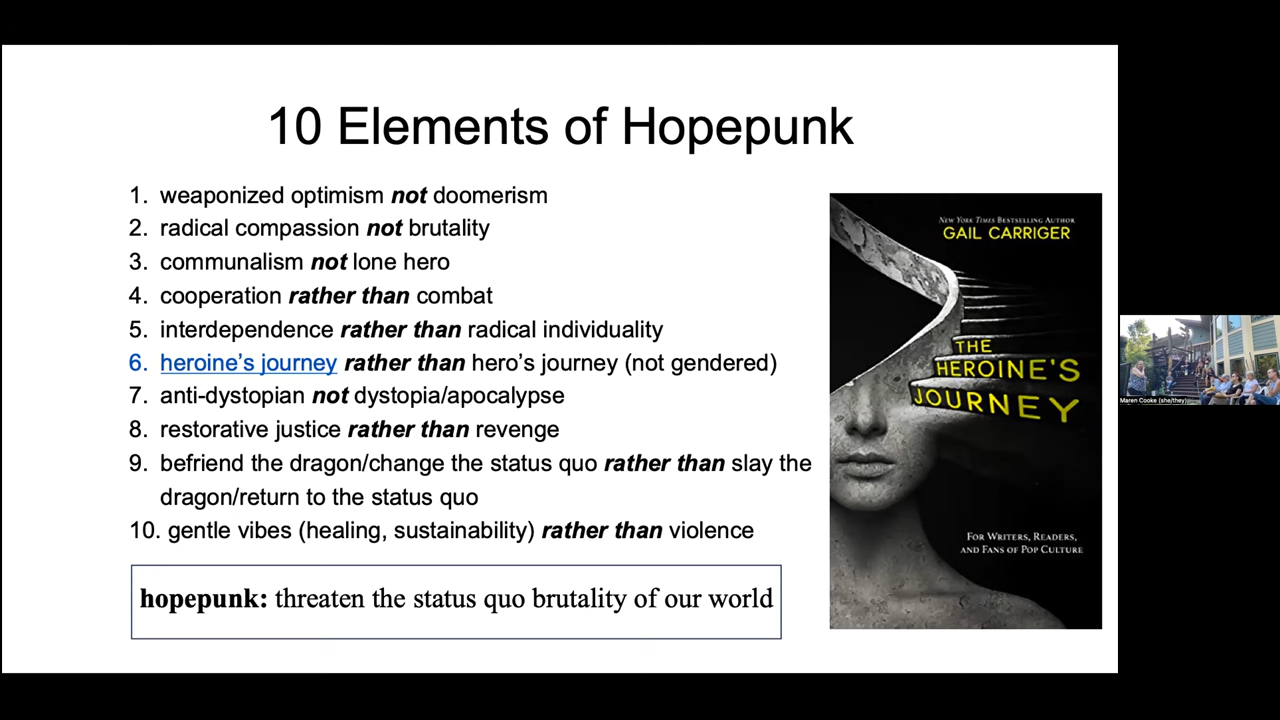 10 Elements of Hopepunk
1. weaponized optimism not doomerism
2. radical compassion not brutality
3. communalism not lone hero
4. cooperation rather than combat
5. interdependence rather than radical individuality
6. heroine’s journey rather than hero’s journey (not gendered)
7. anti-dystopian not dystopia/apocalypse
8. restorative justice rather than revenge
9. befriend the dragon/change the status quo rather than slay the
dragon/return to the status quo
10. gentle vibes (healing, sustainability) rather than violence
hopepunk: threaten the status quo brutality of our world
NEW YORK TIMES BESTSELLING AUTHOR
GAIL CARRIGER
THE
HEROINE'S
JOURNEY
FOR WRITERS, READERS,
AND FANS OF POP CULTURE
Maren Cooke (she/they)